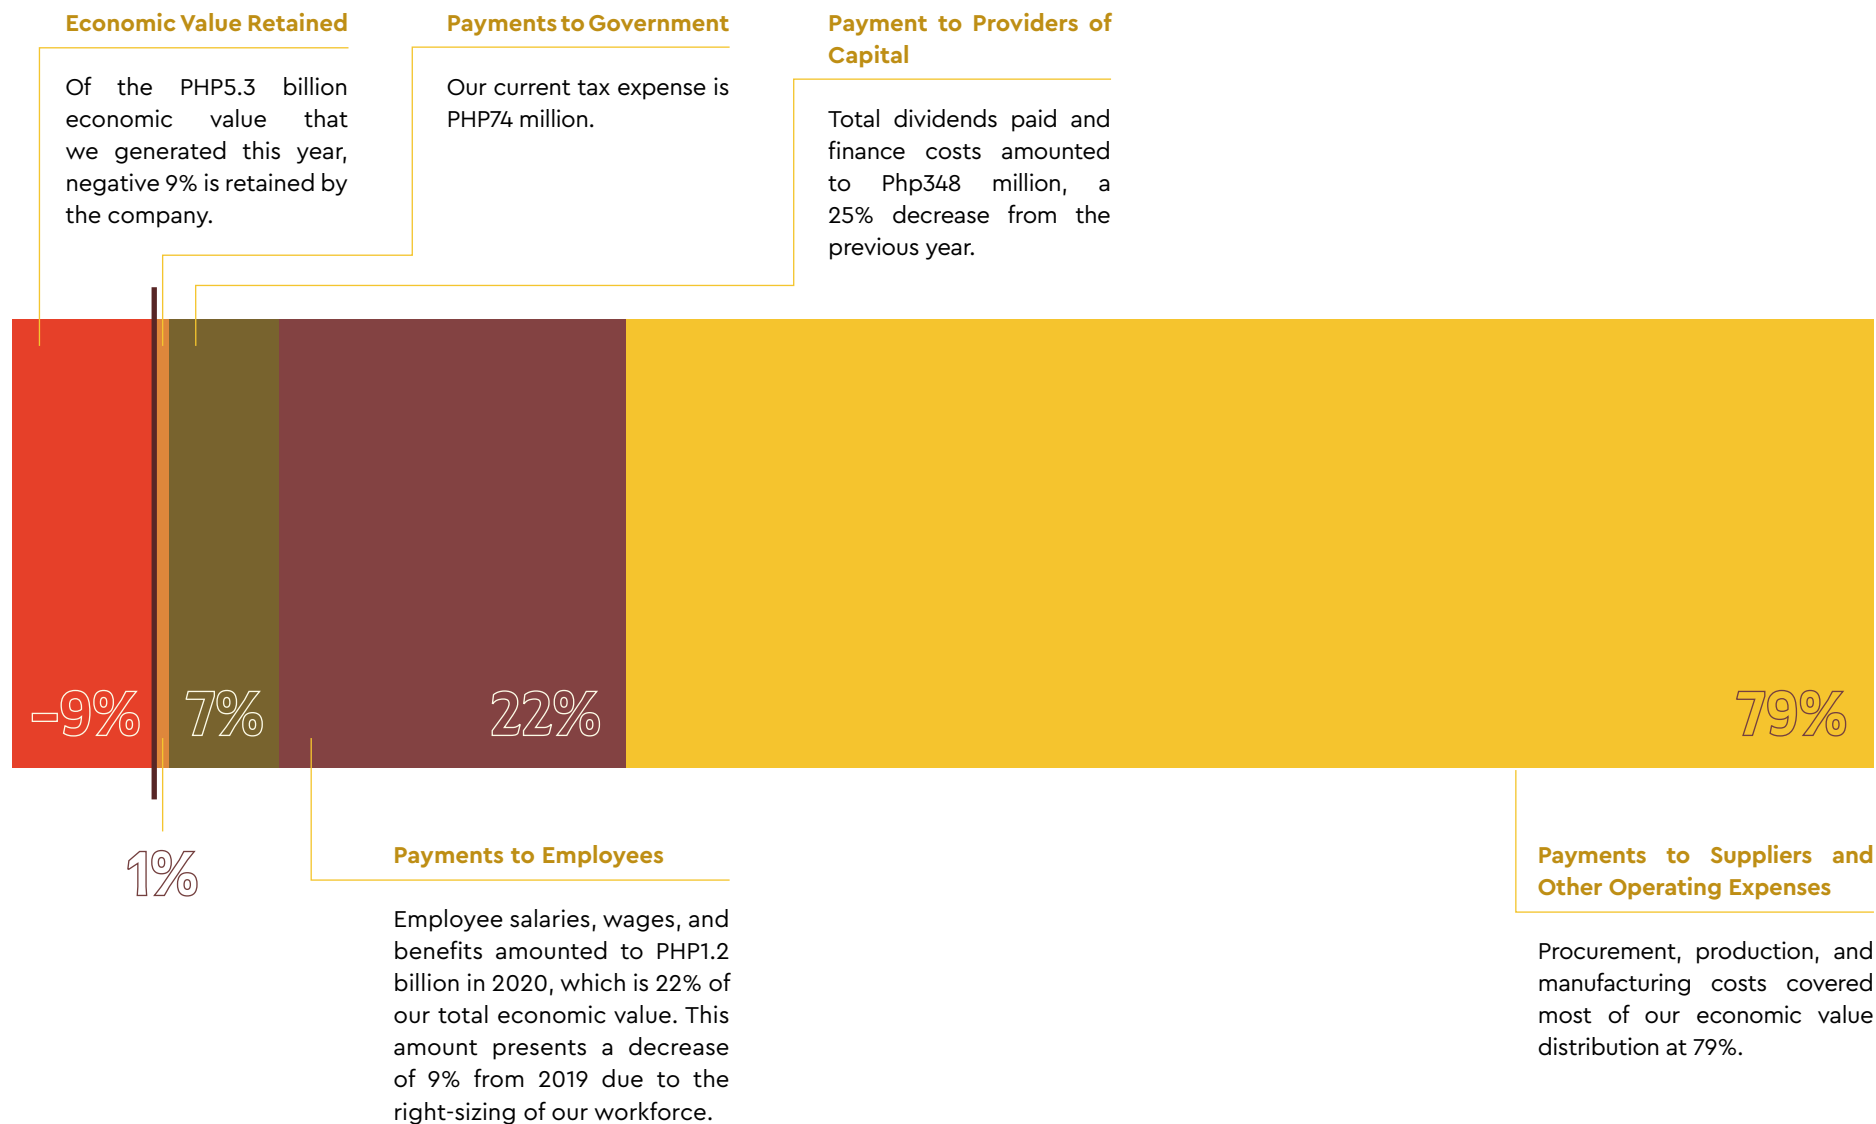 Economic Value Retained
Of the PHP5.3 billion
economic value that
we generated this year,
negative 9% is retained by
the company.
Payments to Government
Our current tax expense is
PHP74 million.
Payment to Providers of
Capital
Total dividends paid and
finance costs amounted
to Php348 million, a
25% decrease from the
previous year.
-9%
7%
22%
79%
1%
Payments to Employees
Employee salaries, wages, and
benefits amounted to PHP1.2
billion in 2020, which is 22% of
our total economic value. This
amount presents a decrease
of 9% from 2019 due to the
right-sizing of our workforce.
Payments to Suppliers and
Other Operating Expenses
Procurement, production, and
manufacturing costs covered
most of our economic value
distribution at 79%.